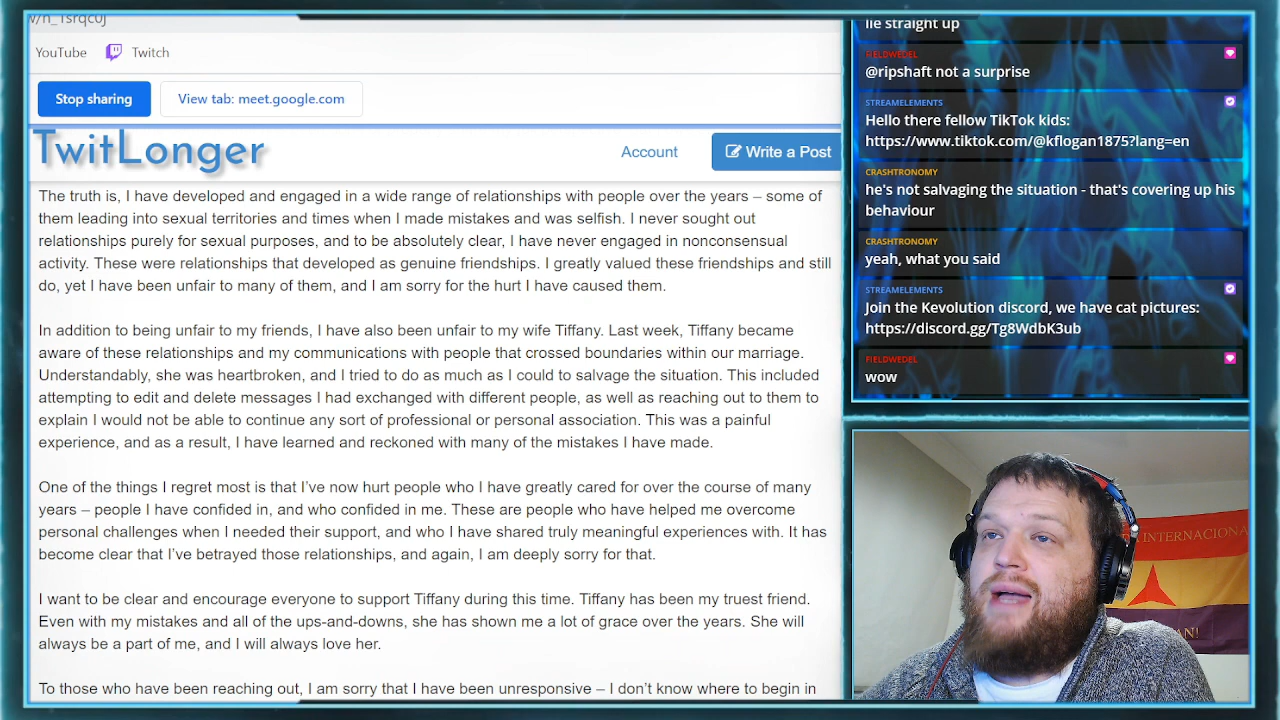 v/n_1srqc0j
YouTube
Twitch
Stop sharing
View tab: meet.google.com
TwitLonger
Account
Write a Post
The truth is, I have developed and engaged in a wide range of relationships with people over the years – some of
them leading into sexual territories and times when I made mistakes and was selfish. I never sought out
relationships purely for sexual purposes, and to be absolutely clear, I have never engaged in nonconsensual
activity. These were relationships that developed as genuine friendships. I greatly valued these friendships and still
do, yet I have been unfair to many of them, and I am sorry for the hurt I have caused them.
In addition to being unfair to my friends, I have also been unfair to my wife Tiffany. Last week, Tiffany became
aware of these relationships and my communications with people that crossed boundaries within our marriage.
Understandably, she was heartbroken, and I tried to do as much as I could to salvage the situation. This included
attempting to edit and delete messages I had exchanged with different people, as well as reaching out to them to
explain I would not be able to continue any sort of professional or personal association. This was a painful
experience, and as a result, I have learned and reckoned with many of the mistakes I have made.
One of the things I regret most is that I've now hurt people who I have greatly cared for over the course of many
years – people I have confided in, and who confided in me. These are people who have helped me overcome
personal challenges when I needed their support, and who I have shared truly meaningful experiences with. It has
become clear that I've betrayed those relationships, and again, I am deeply sorry for that.
I want to be clear and encourage everyone to support Tiffany during this time. Tiffany has been my truest friend.
Even with my mistakes and all of the ups-and-downs, she has shown me a lot of grace over the years. She will
always be a part of me, and I will always love her.
To those who have been reaching out, I am sorry that I have been unresponsive – I don't know where to begin in
lie straight up
FIELDWEDEL
@ripshaft not a surprise
STREAMELEMENTS
Hello there fellow TikTok kids:
https://www.tiktok.com/@kflogan1875?lang=en
CRASHTRONOMY
he's not salvaging the situation - that's covering up his
behaviour
CRASHTRONOMY
yeah, what you said
STREAMELEMENTS
Join the Kevolution discord, we have cat pictures:
https://discord.gg/Tg8WdbK3ub
FIELDWEDEL
wow
INTERNACIONA
AN!